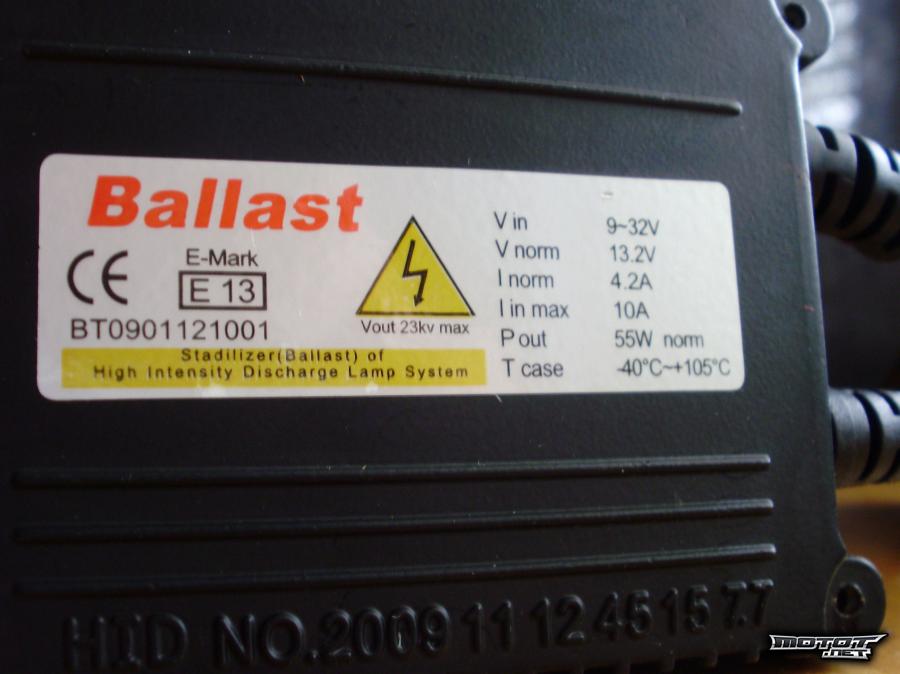 Ballast
CE
E-Mark
E 13
BT0901121001
Stadilizer(Ballast) of
High Intensity Discharge Lamp System
Vout 23kv max
V in 9~32V
V norm 13.2V
I norm 4.2A
I in max 10A
P out 55W norm
T case -40°C~+105°C
HID NO.2009 11 12 45 15 7.7
MOTOT
.NET